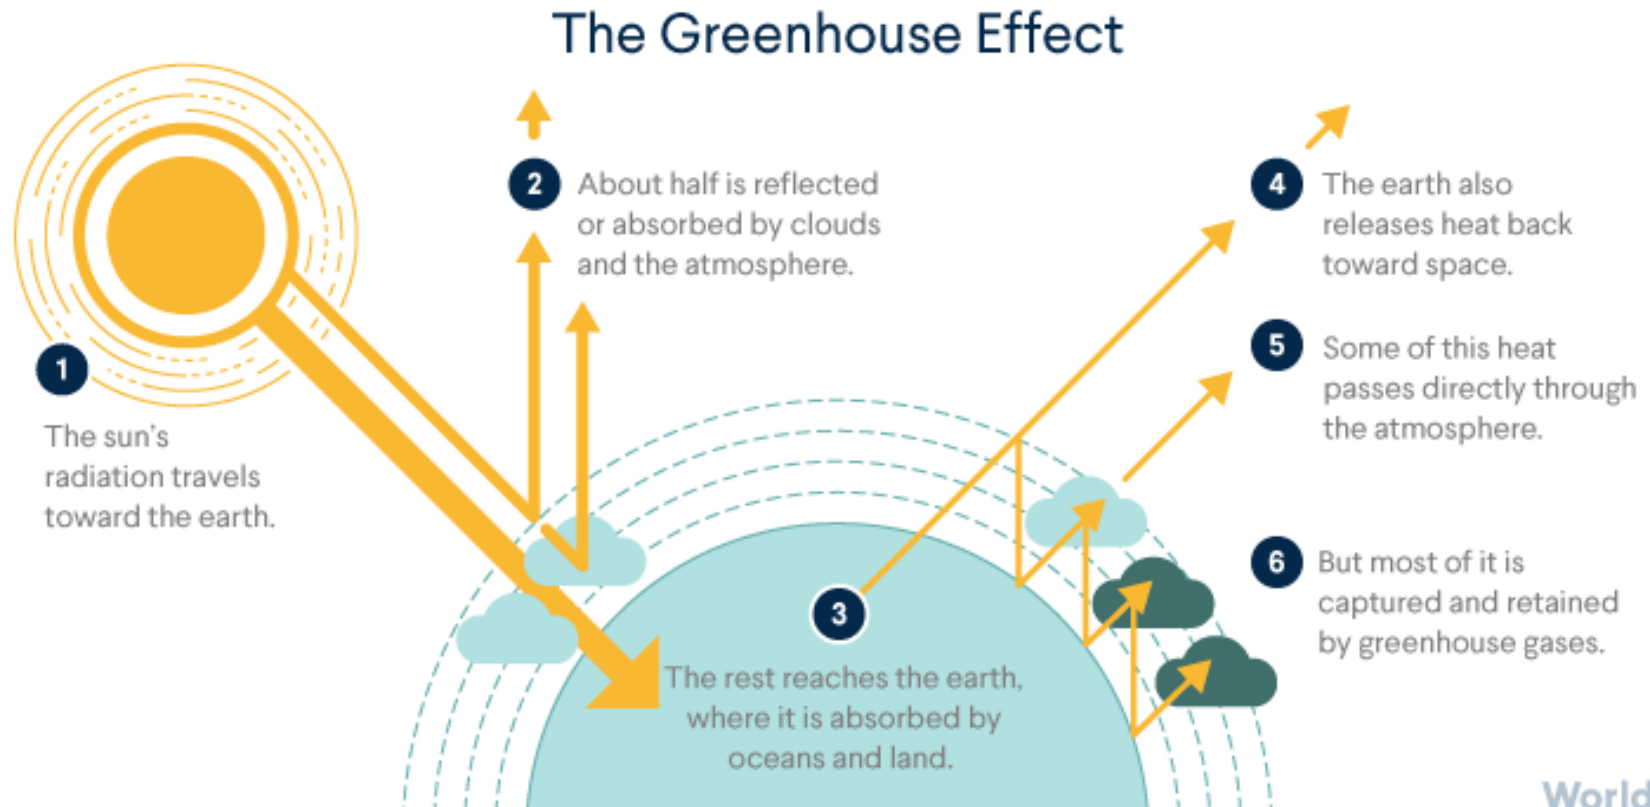 The Greenhouse Effect
1
The sun's
radiation travels
toward the earth.
2
About half is reflected
or absorbed by clouds
and the atmosphere.
3
The rest reaches the earth,
where it is absorbed by
oceans and land.
4
The earth also
releases heat back
toward space.
5
Some of this heat
passes directly through
the atmosphere.
6
But most of it is
captured and retained
by greenhouse gases.
World